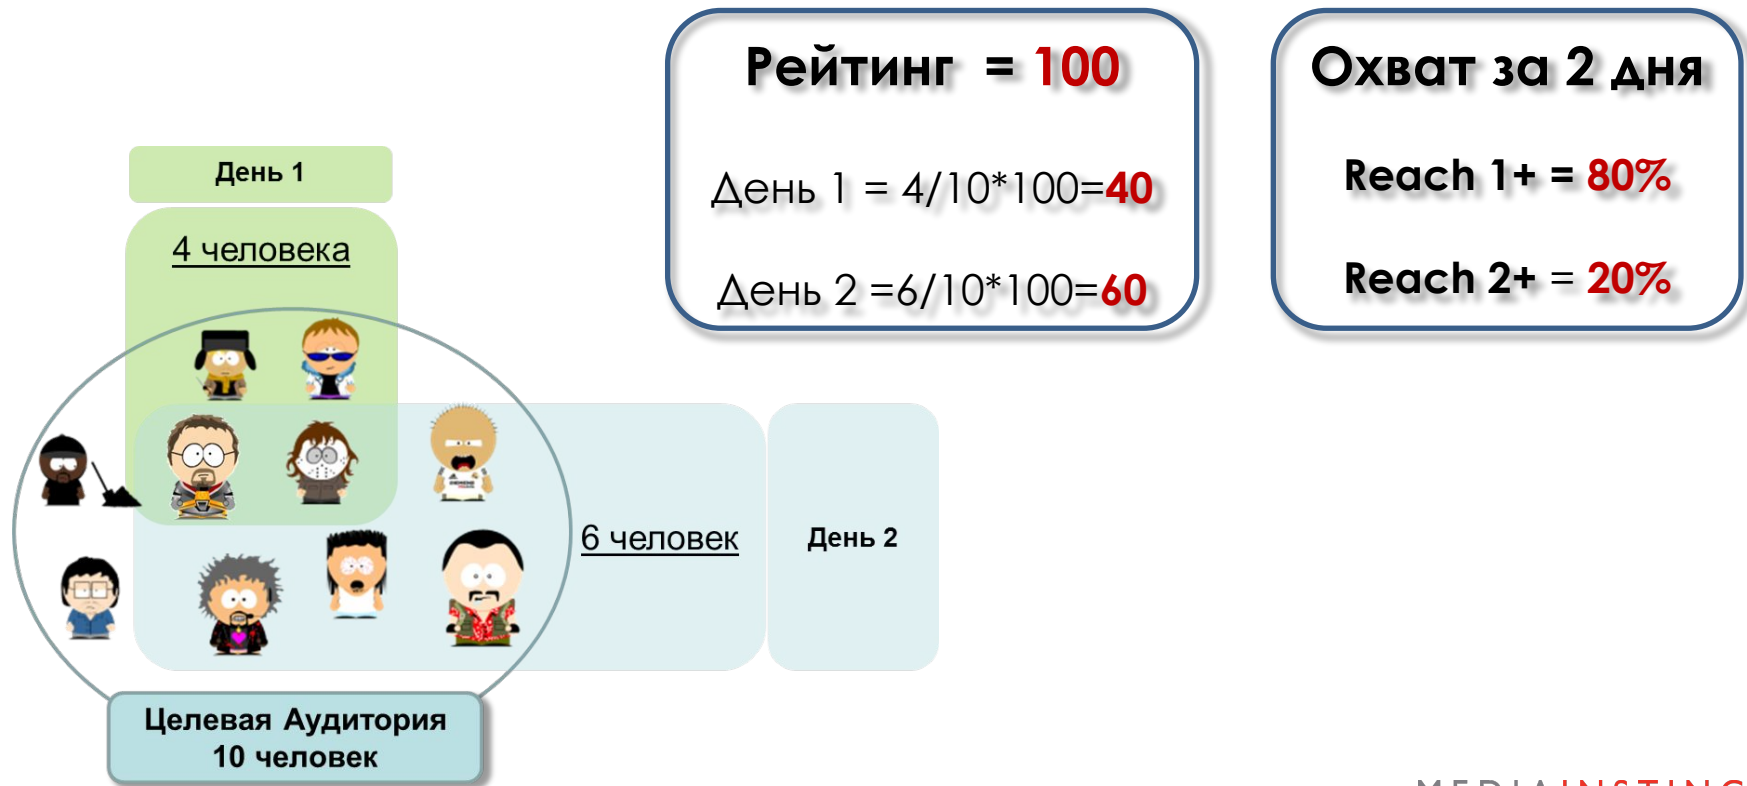 Рейтинг = 100
День 1 = 4/10*100=40
День 2 =6/10*100=60
Охват за 2 дня
Reach 1+ = 80%
Reach 2+ = 20%
День 1
4 человека
6 человек
День 2
Целевая Аудитория
10 человек